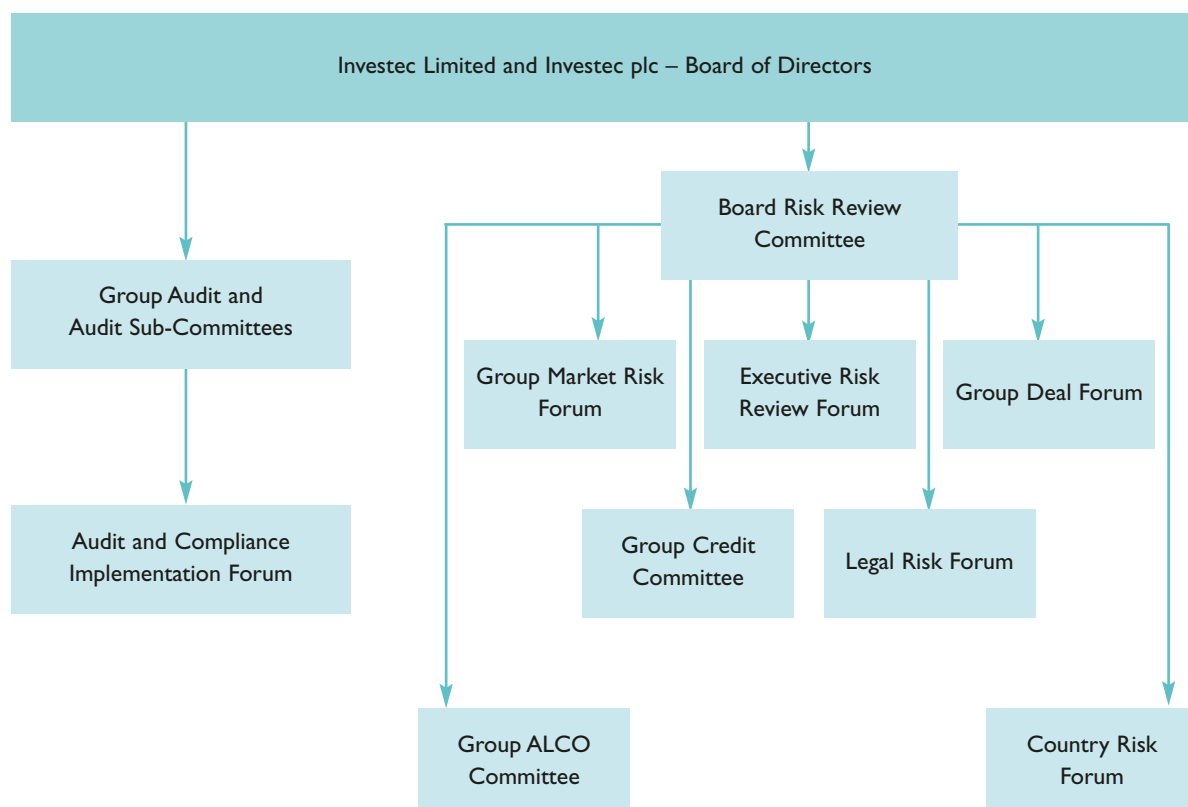 Investec Limited and Investec plc – Board of Directors
Board Risk Review
Committee
Group Audit and
Audit Sub-Committees
Group Market Risk
Forum
Executive Risk
Review Forum
Group Deal Forum
Audit and Compliance
Implementation Forum
Group Credit
Committee
Legal Risk Forum
Group ALCO
Committee
Country Risk
Forum